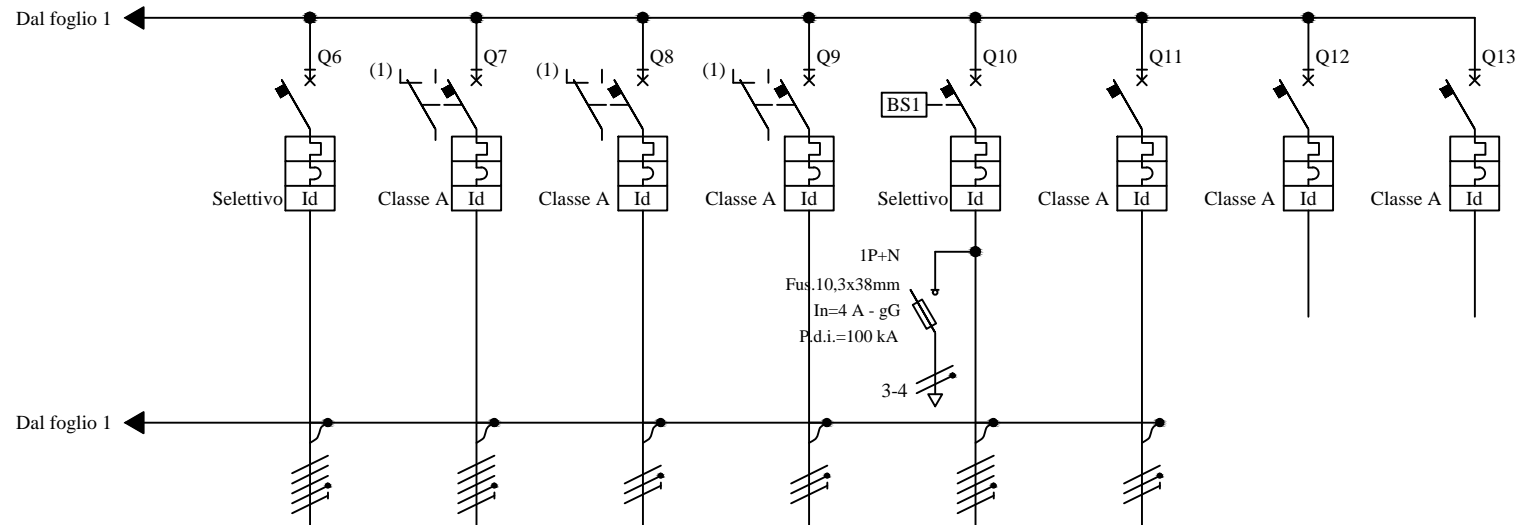 Dal foglio 1
Q6
(1)
Q7
(1)
Q8
(1)
Q9
Q10
Q11
Q12
Q13
BS1
Selettivo
Id
Classe A
Id
Classe A
Id
Classe A
Id
Selettivo
Id
Classe A
Id
Classe A
Id
Classe A
Id
1P+N
Fus.10,3x38mm
In=4 A - gG
P.d.i.=100 kA
3-4
Dal foglio 1